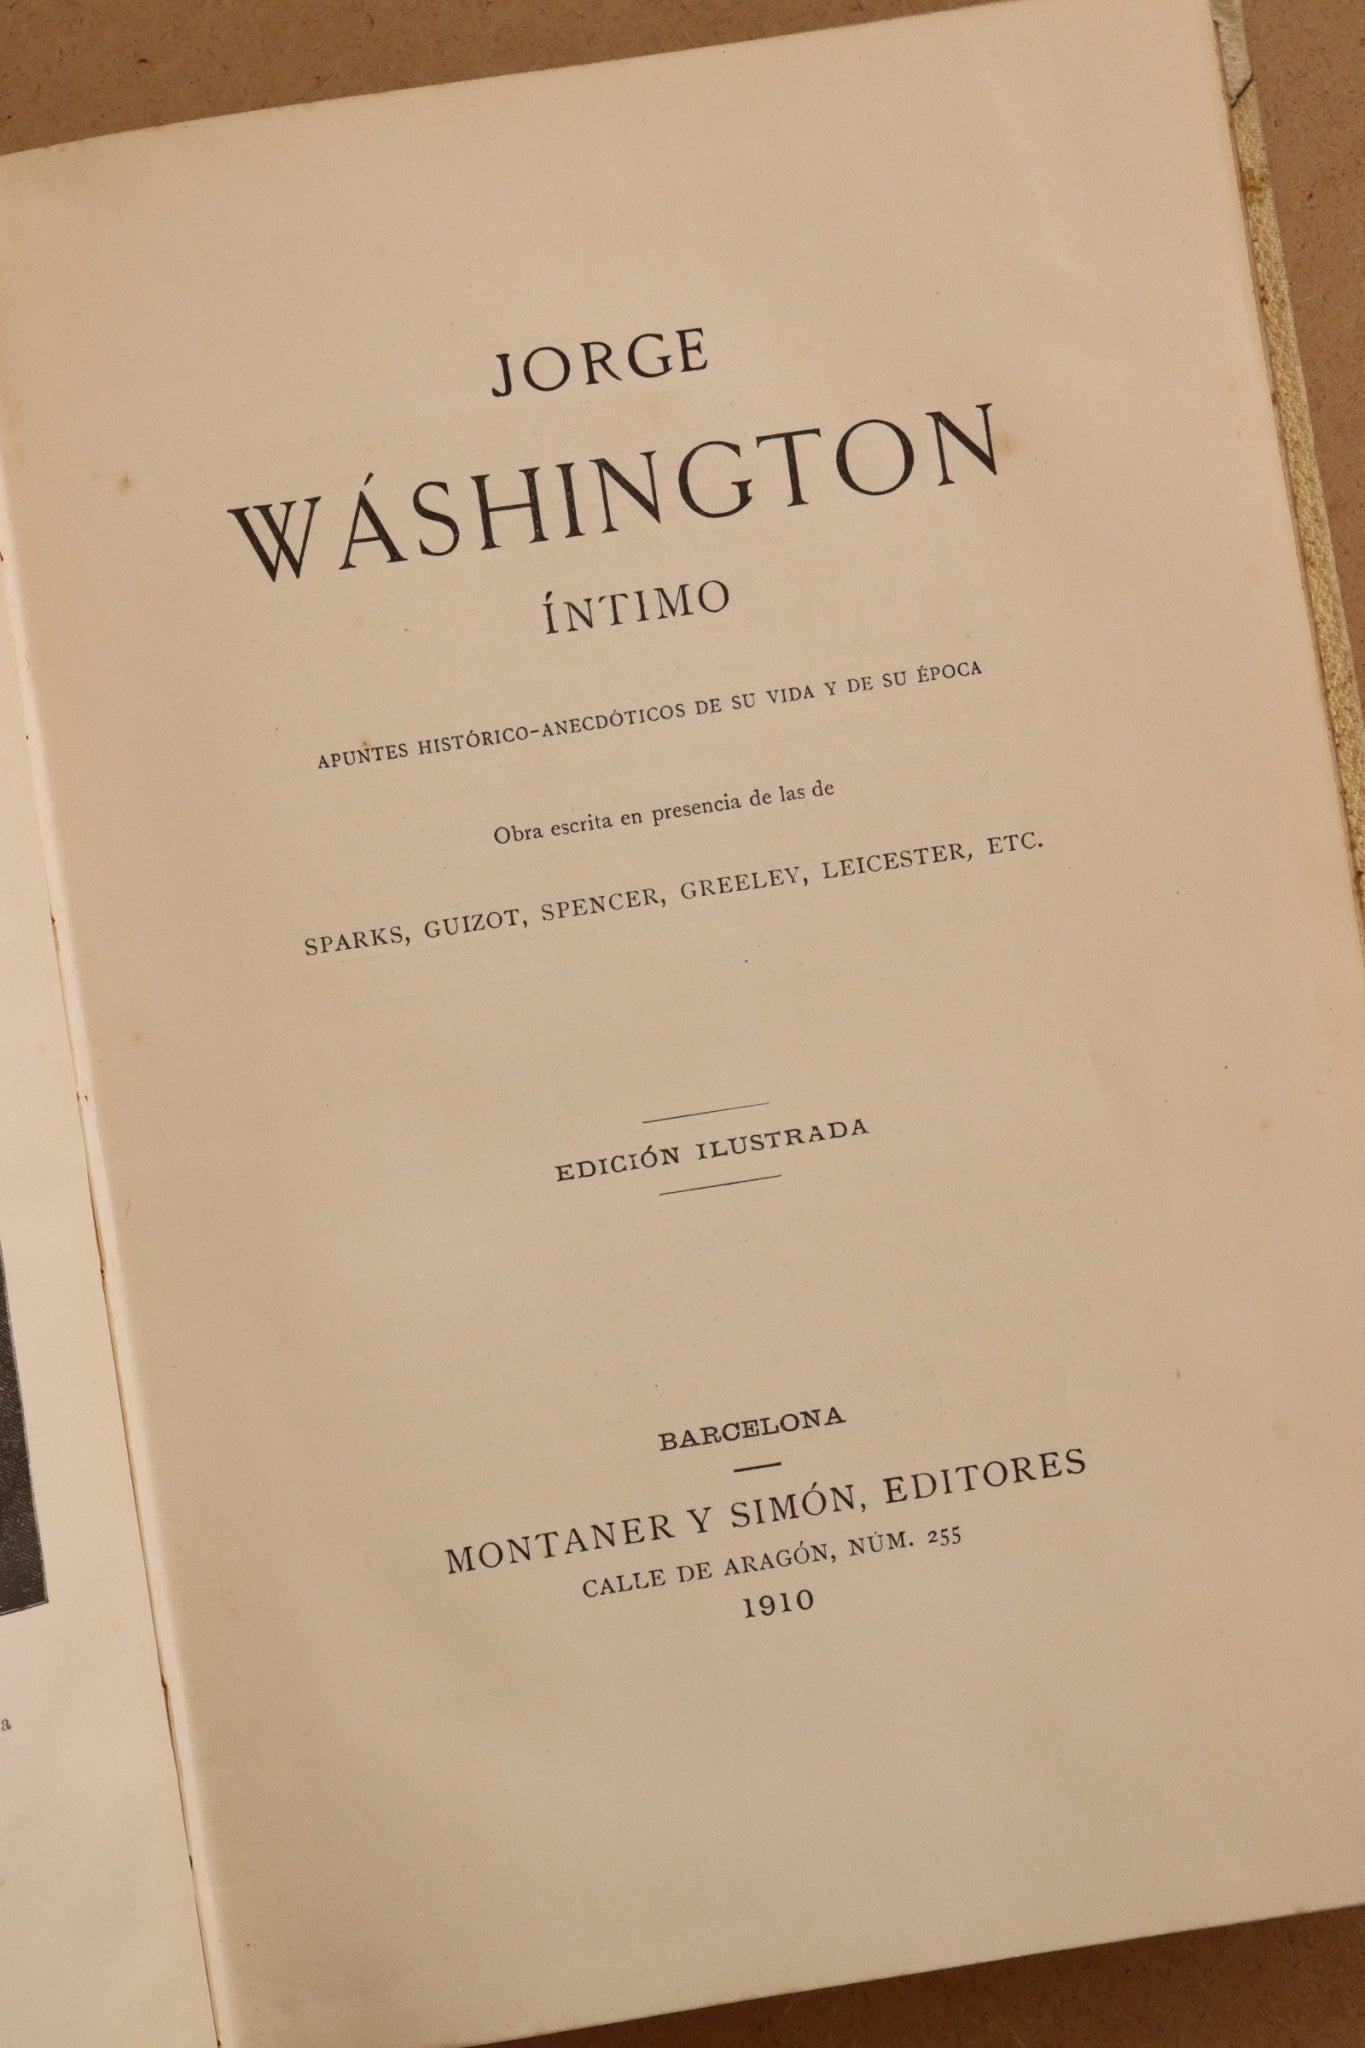 JORGE
WÁSHINGTON
ÍNTIMO
APUNTES HISTÓRICO-ANECDÓTICOS DE SU VIDA Y DE SU ÉPOCA
Obra escrita en presencia de las de
SPARKS, GUIZOT, SPENCER, GREELEY, LEICESTER, ETC.
EDICIÓN ILUSTRADA
BARCELONA
MONTANER Y SIMÓN, EDITORES
CALLE DE ARAGÓN, NÚM. 255
1910